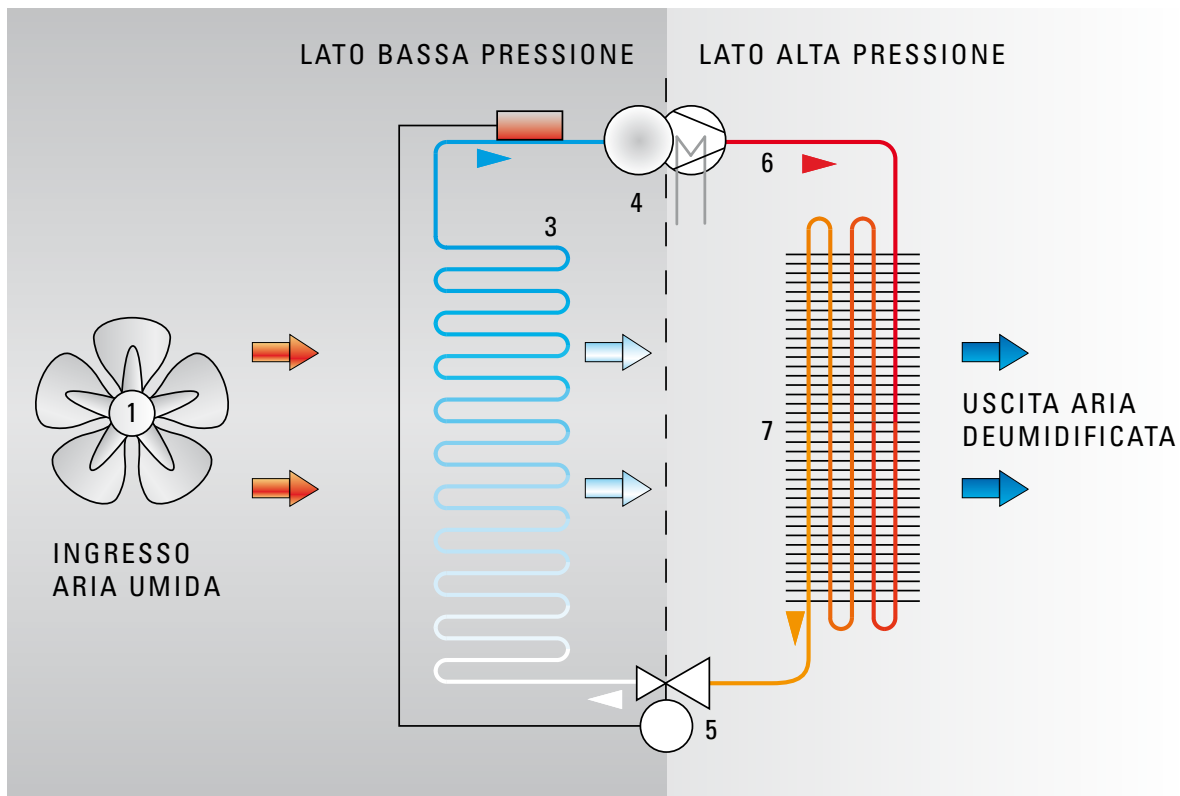 LATO BASSA PRESSIONE
LATO ALTA PRESSIONE
6
4
3
1
7
USCITA ARIA
DEUMIDIFICATA
INGRESSO
ARIA UMIDA
5